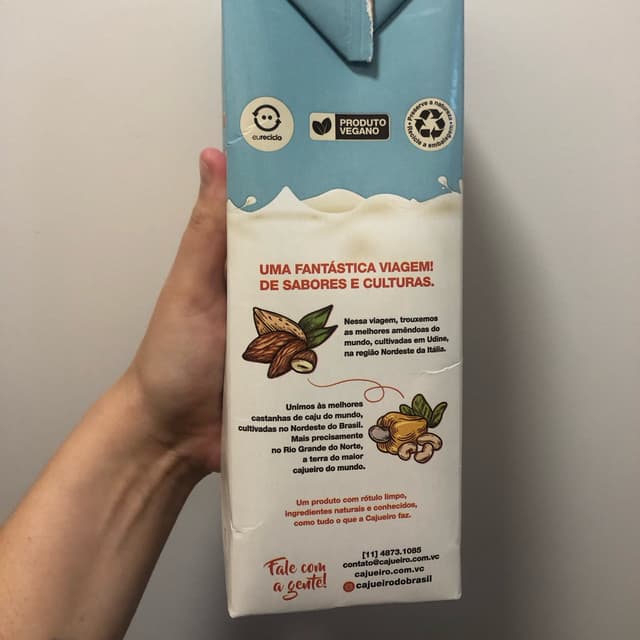 eureciclo
PRODUTO
VEGANO
Preserve a natureza
Recicle a embalagem
UMA FANTÁSTICA VIAGEM!
DE SABORES E CULTURAS.
Nessa viagem, trouxemos
as melhores amêndoas do
mundo, cultivadas em Udine,
na região Nordeste da Itália.
Unimos às melhores
castanhas de caju do mundo,
cultivadas no Nordeste do Brasil.
Mais precisamente
no Rio Grande do Norte,
a terra do maior
cajueiro do mundo.
Um produto com rótulo limpo,
ingredientes naturais e conhecidos,
como tudo o que a Cajueiro faz.
Fale com
a gente!
[11] 4873.1085
contato@cajueiro.com.vc
cajueiro.com.vc
cajueirodobrasil